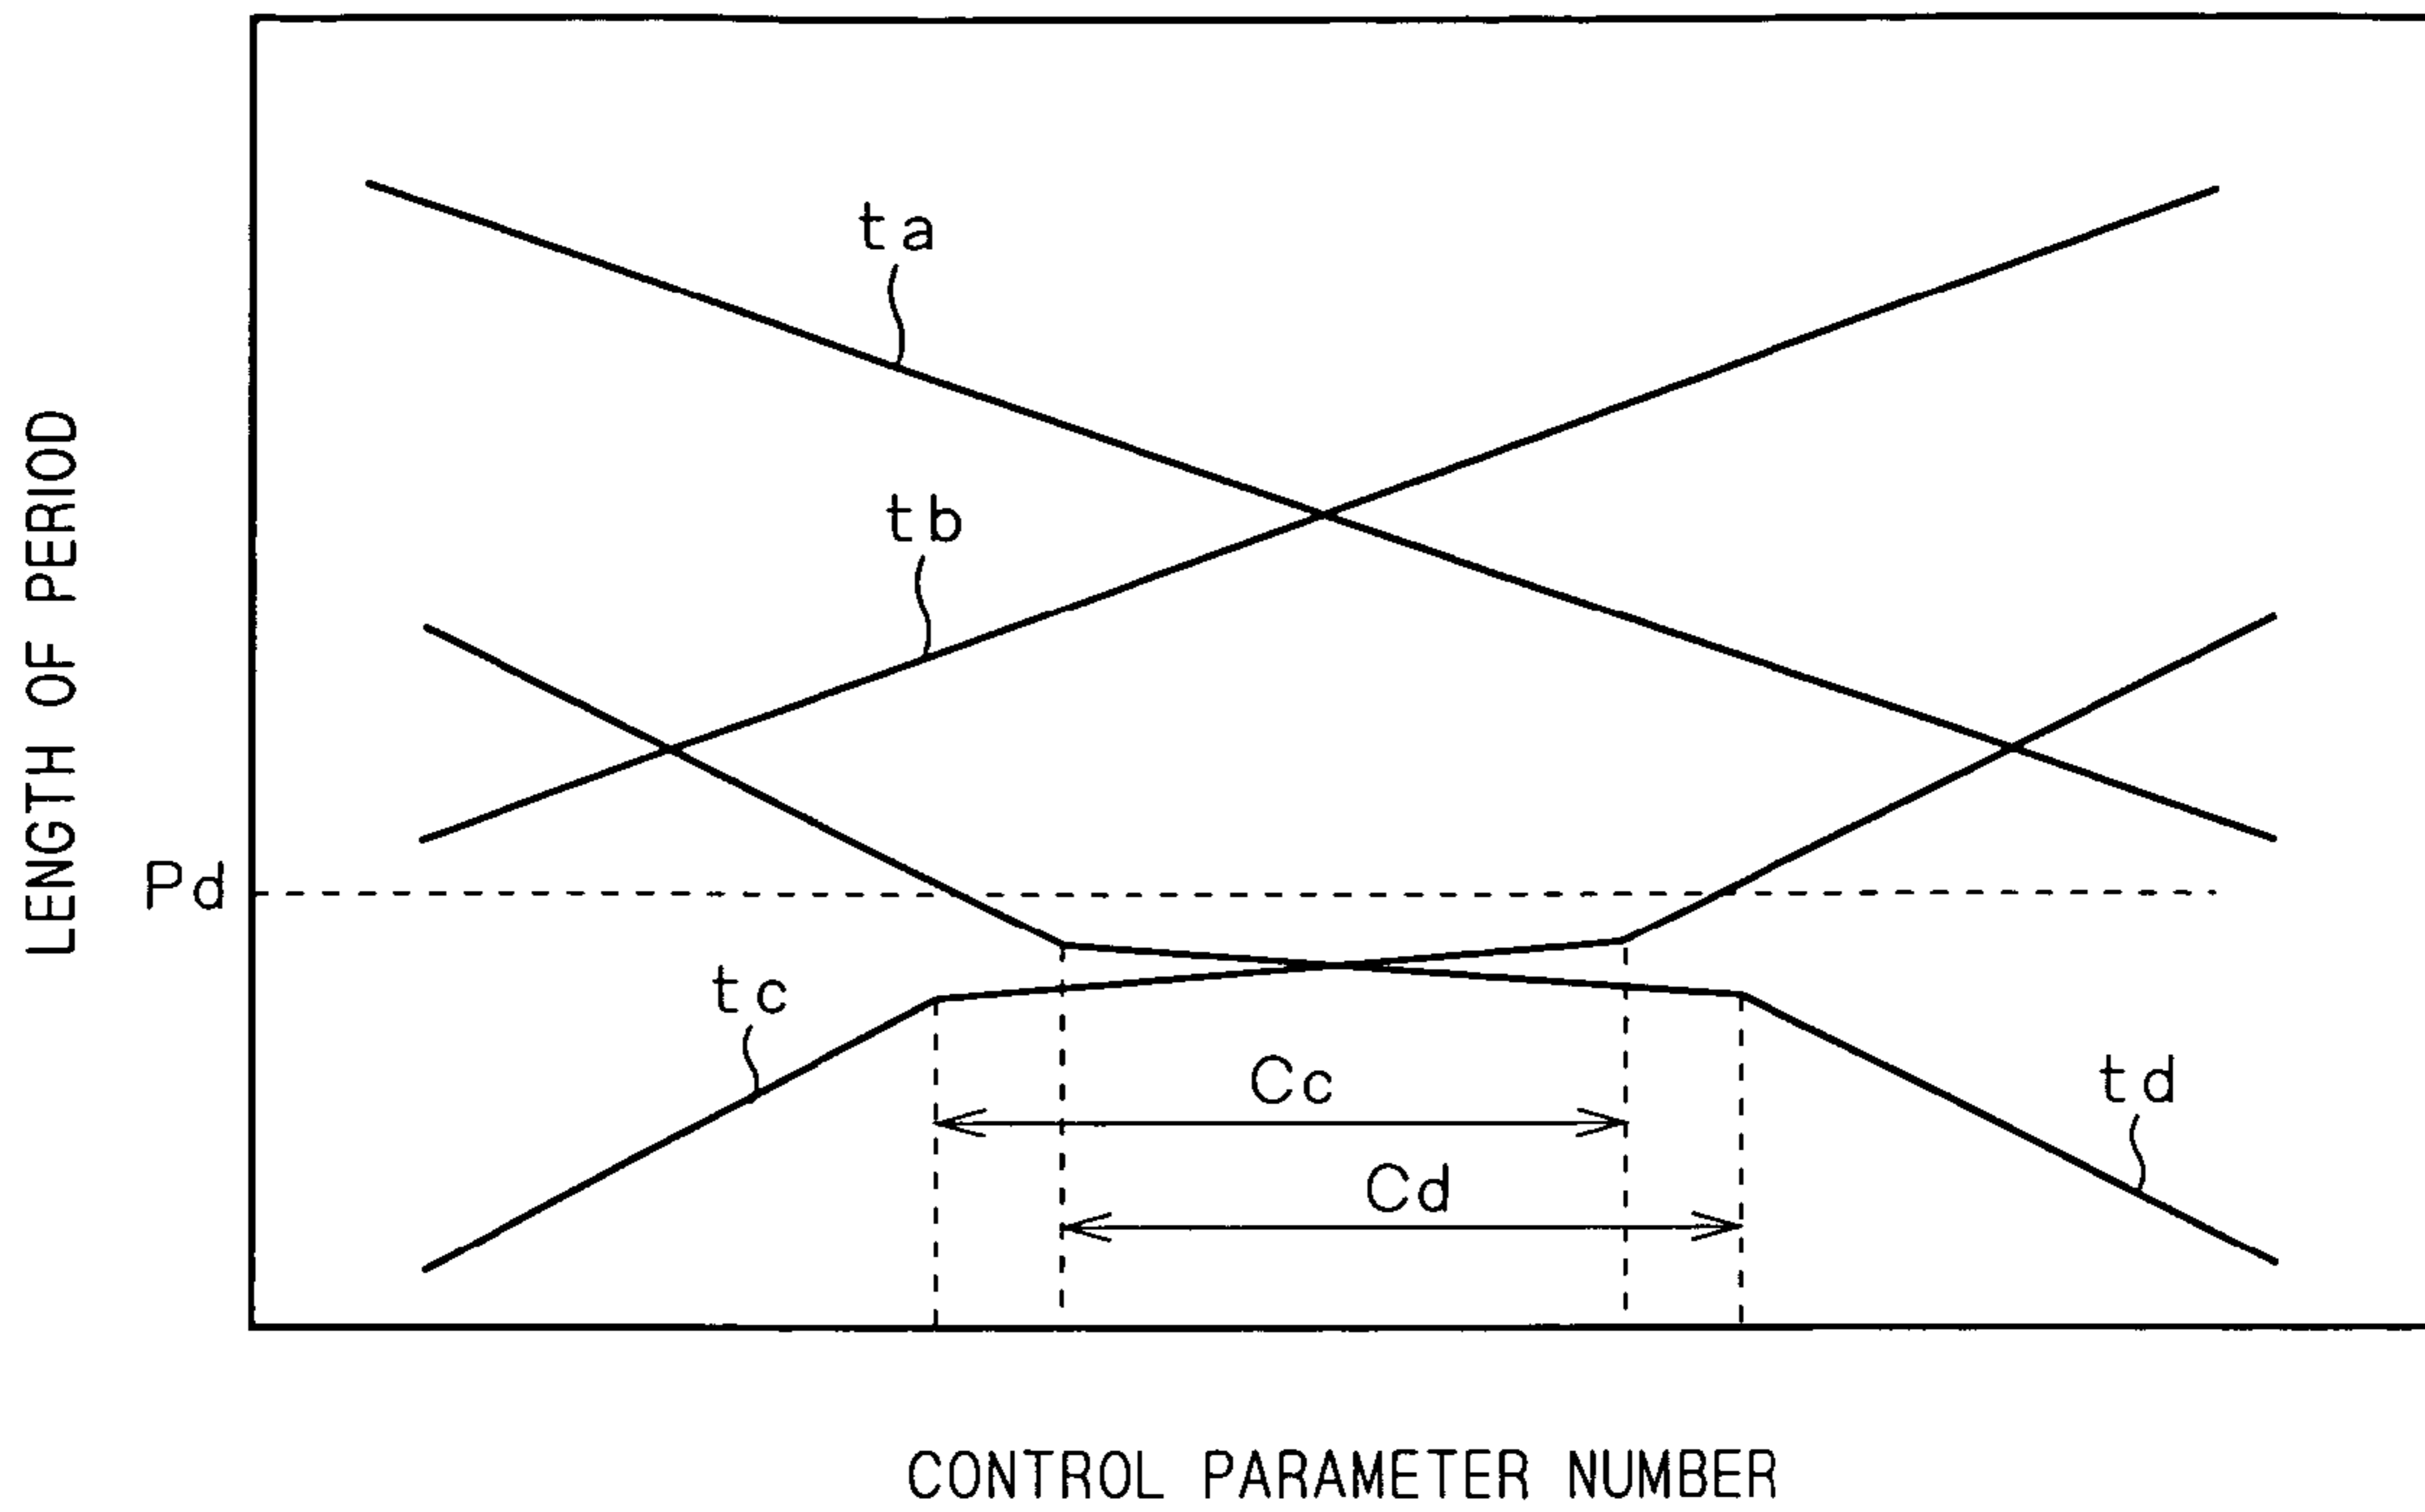 ta
tb
LENGTH OF PERIOD
Pd
tc
Cc
td
Cd
CONTROL PARAMETER NUMBER